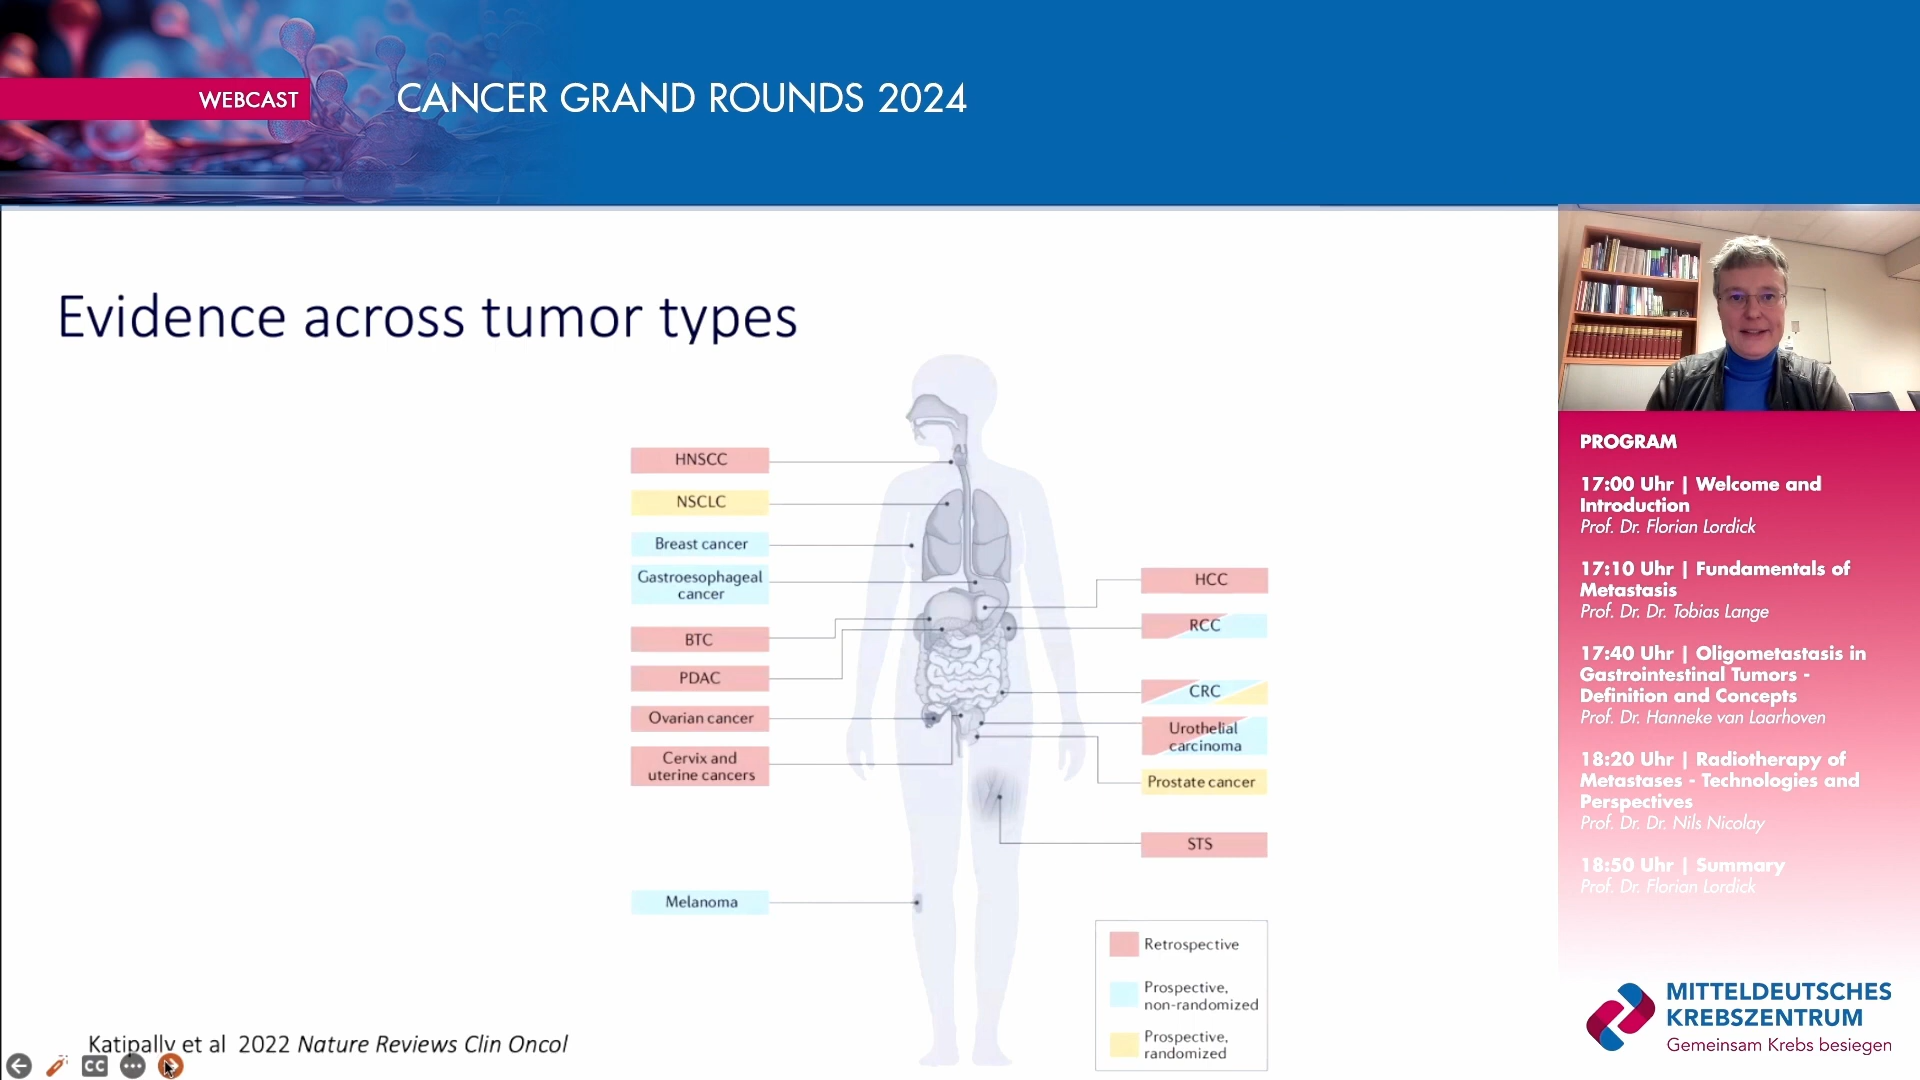 WEBCAST
CANCER GRAND ROUNDS 2024
Evidence across tumor types
HNSCC
NSCLC
Breast cancer
Gastroesophageal
cancer
BTC
PDAC
Ovarian cancer
Cervix and
uterine cancers
Melanoma
HCC
RCC
CRC
Urothelial
carcinoma
Prostate cancer
STS
Retrospective
Prospective,
non-randomized
Prospective,
randomized
Katipally et al 2022 Nature Reviews Clin Oncol
CC
PROGRAM
17:00 Uhr | Welcome and
Introduction
Prof. Dr. Florian Lordick
17:10 Uhr | Fundamentals of
Metastasis
Prof. Dr. Dr. Tobias Lange
17:40 Uhr | Oligometastasis in
Gastrointestinal Tumors -
Definition and Concepts
Prof. Dr. Hanneke van Laarhoven
18:20 Uhr | Radiotherapy of
Metastases - Technologies and
Perspectives
Prof. Dr. Dr. Nils Nicolay
18:50 Uhr | Summary
Prof. Dr. Florian Lordick
MITTELDEUTSCHES
KREBSZENTRUM
Gemeinsam Krebs besiegen